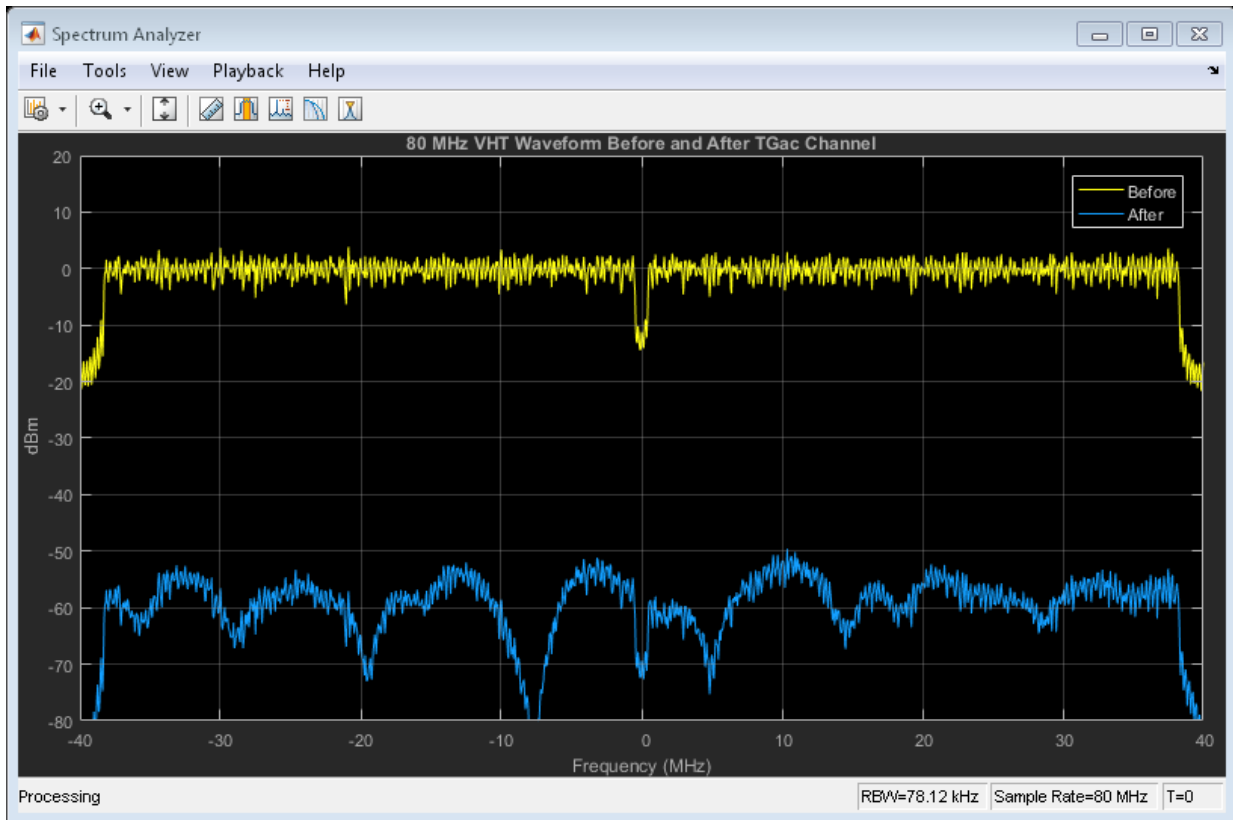 Spectrum Analyzer
File Tools View Playback Help
80 MHz VHT Waveform Before and After TGac Channel
Before
After
20
10
0
-10
-20
-30
-40
-50
-60
-70
-80
dBm
-40 -30 -20 -10 0 10 20 30 40
Frequency (MHz)
Processing RBW=78.12 kHz Sample Rate=80 MHz T=0